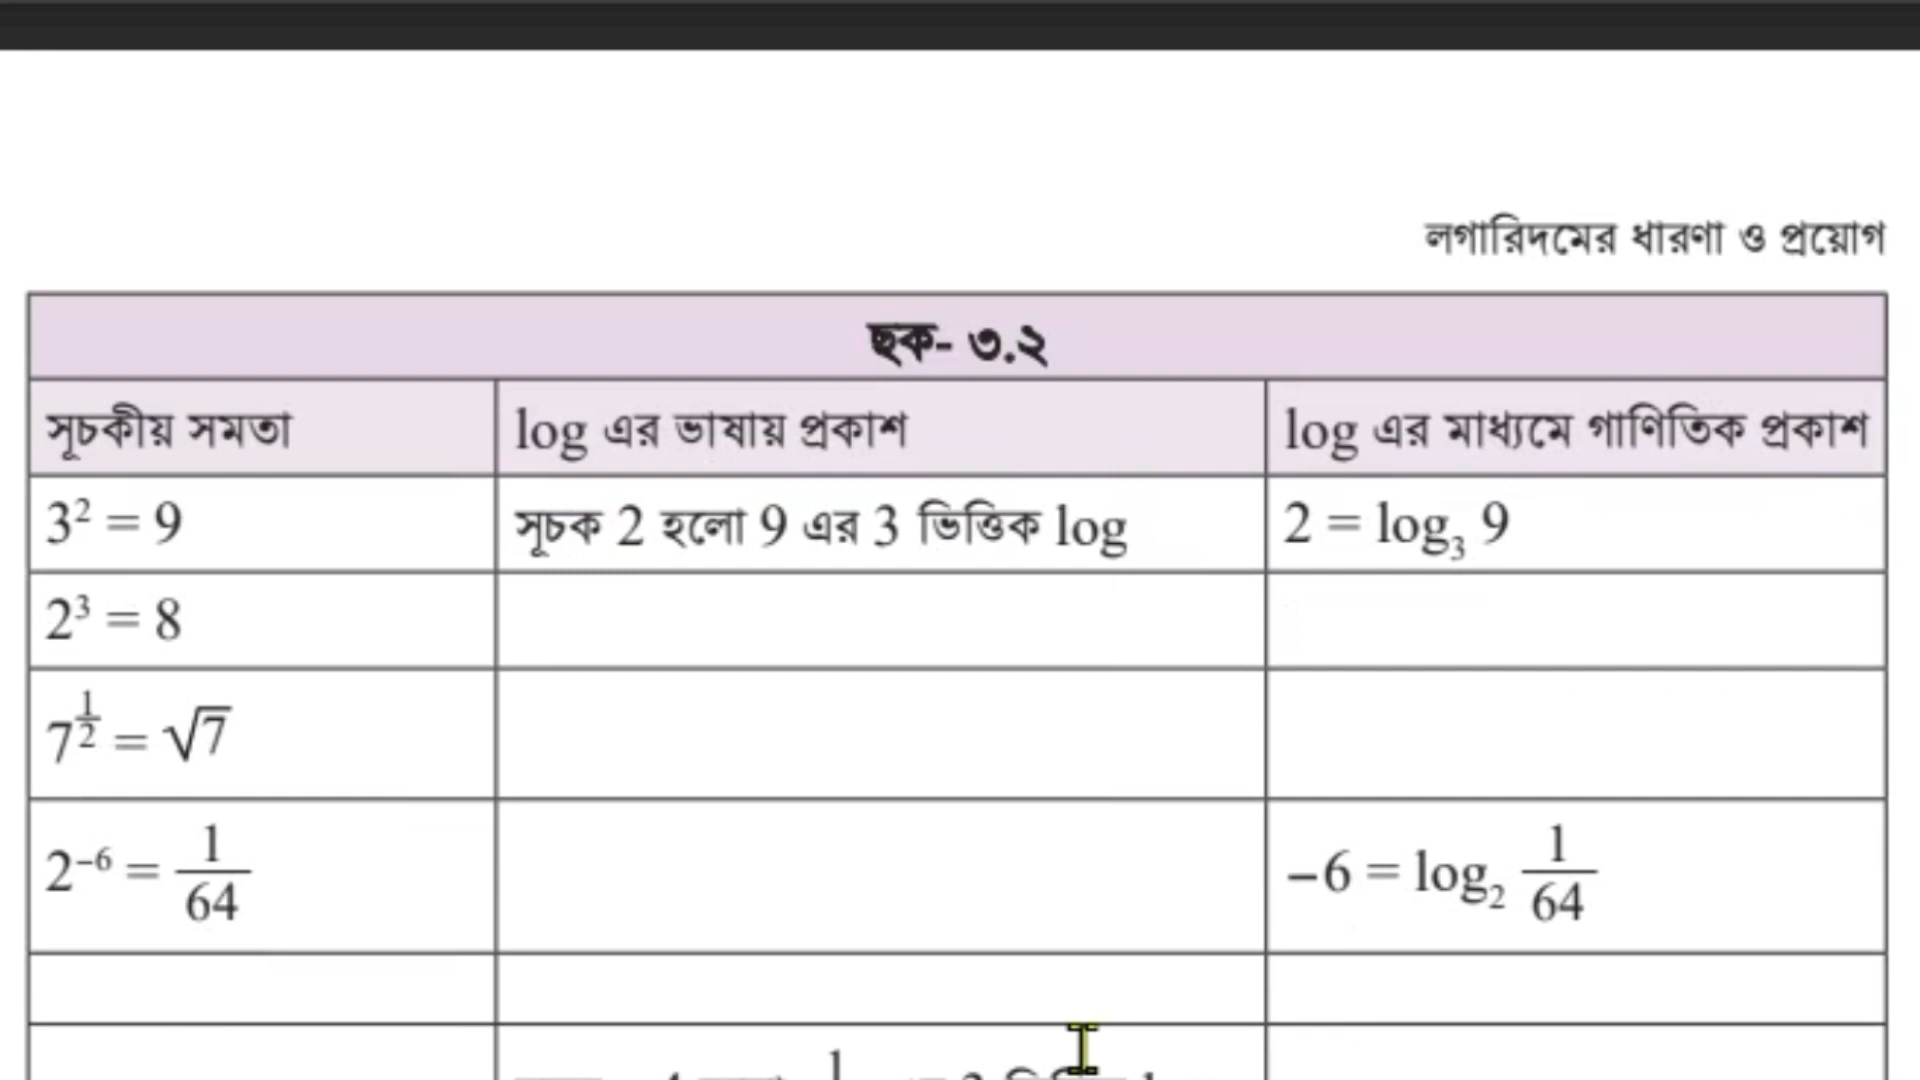 লগারিদমের ধারণা ও প্রয়োগ
ছক- ৩.২
সূচকীয় সমতা | log এর ভাষায় প্রকাশ | log এর মাধ্যমে গাণিতিক প্রকাশ
3² = 9 | সূচক 2 হলো 9 এর 3 ভিত্তিক log | 2 = log₃ 9
2³ = 8
7^(1/2) = √7
2⁻⁶ = 1/64 | –6 = log₂ 1/64